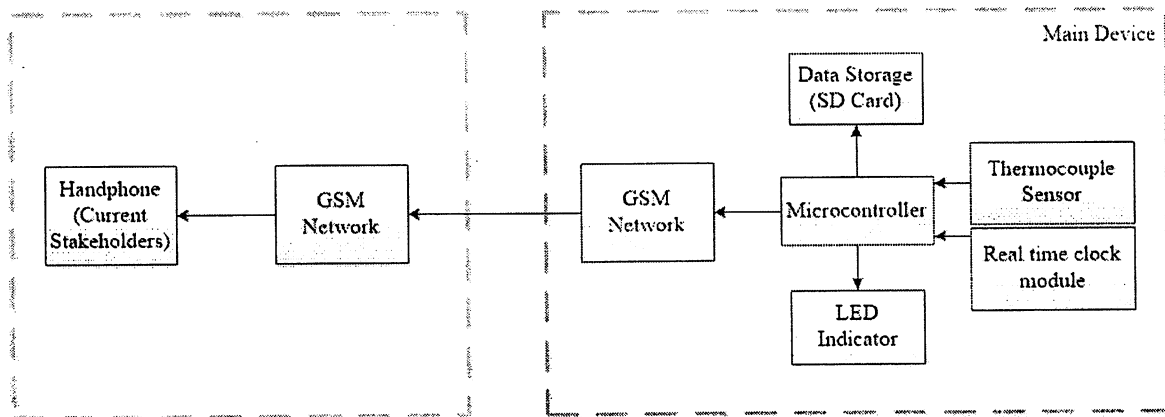 Main Device
Data Storage
(SD Card)
Handphone
(Current
Stakeholders)
GSM
Network
GSM
Network
Microcontroller
Thermocouple
Sensor
Real time clock
module
LED
Indicator